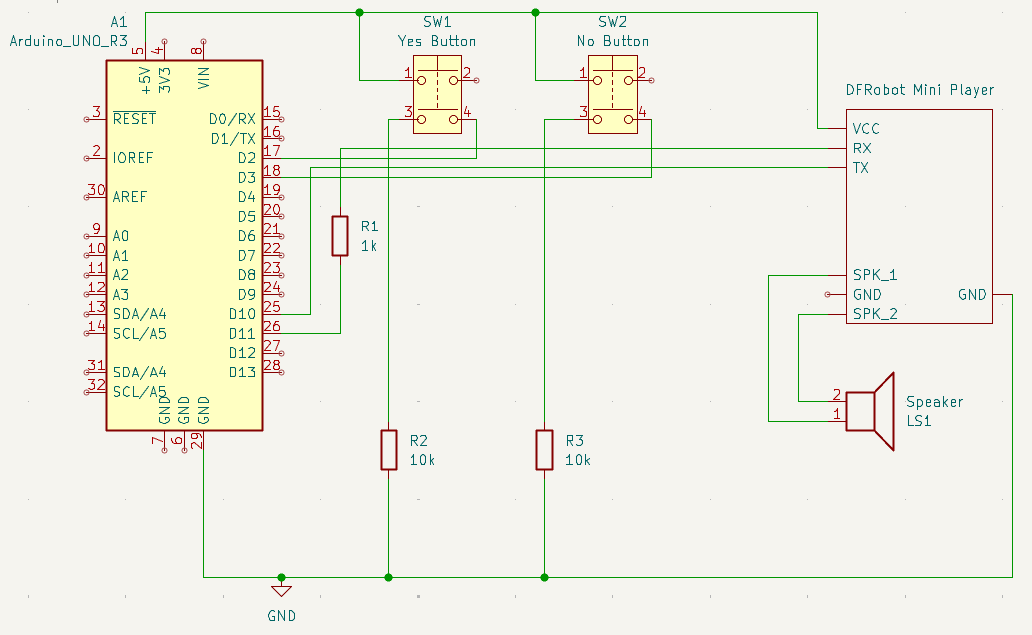 A1
Arduino_UNO_R3
5
4
8
+5V
3V3
VIN
3
RESET
2
IOREF
30
AREF
9
A0
10
A1
11
A2
12
A3
13
SDA/A4
14
SCL/A5
31
SDA/A4
32
SCL/A5
D0/RX
15
D1/TX
16
D2
17
D3
18
D4
19
D5
20
D6
21
D7
22
D8
23
D9
24
D10
25
D11
26
D12
27
D13
28
GND
GND
GND
7
6
29
SW1
Yes Button
1
2
3
4
SW2
No Button
1
2
3
4
R1
1k
R2
10k
R3
10k
DFRobot Mini Player
VCC
RX
TX
SPK_1
GND
GND
SPK_2
2
1
Speaker
LS1
GND